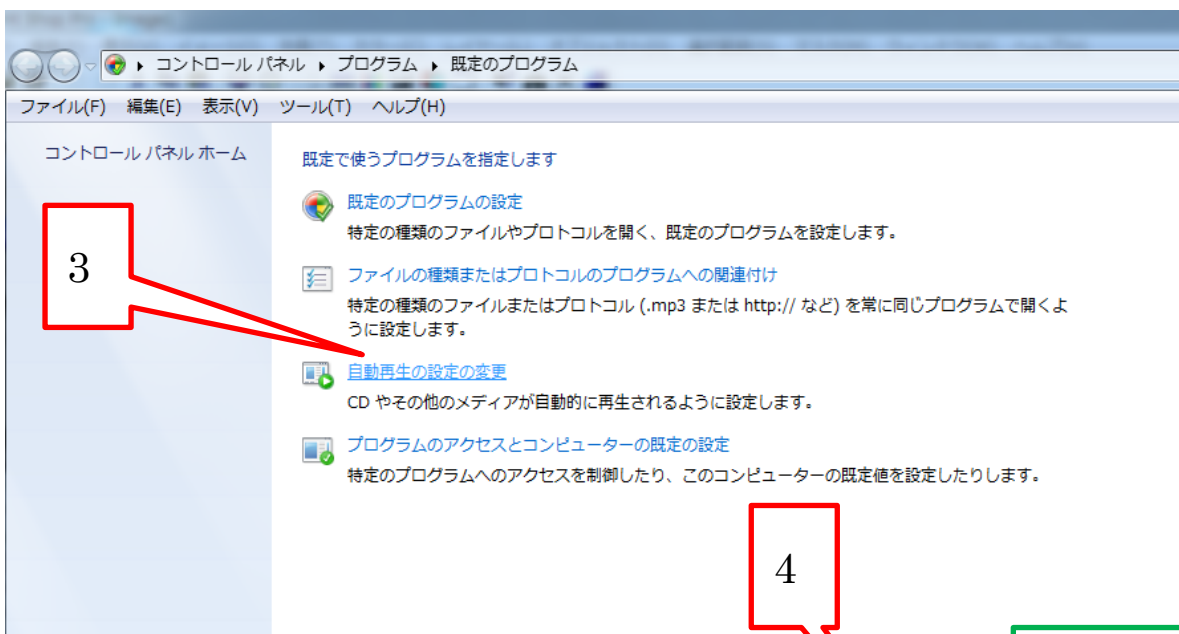 コントロール パネル ▸ プログラム ▸ 既定のプログラム
ファイル(F) 編集(E) 表示(V) ツール(T) ヘルプ(H)
コントロール パネル ホーム
既定で使うプログラムを指定します
既定のプログラムの設定
特定の種類のファイルやプロトコルを開く、既定のプログラムを設定します。
3
ファイルの種類またはプロトコルのプログラムへの関連付け
特定の種類のファイルまたはプロトコル (.mp3 または http:// など) を常に同じプログラムで開くよ
うに設定します。
自動再生の設定の変更
CD やその他のメディアが自動的に再生されるように設定します。
プログラムのアクセスとコンピューターの既定の設定
特定のプログラムへのアクセスを制御したり、このコンピューターの既定値を設定したりします。
4